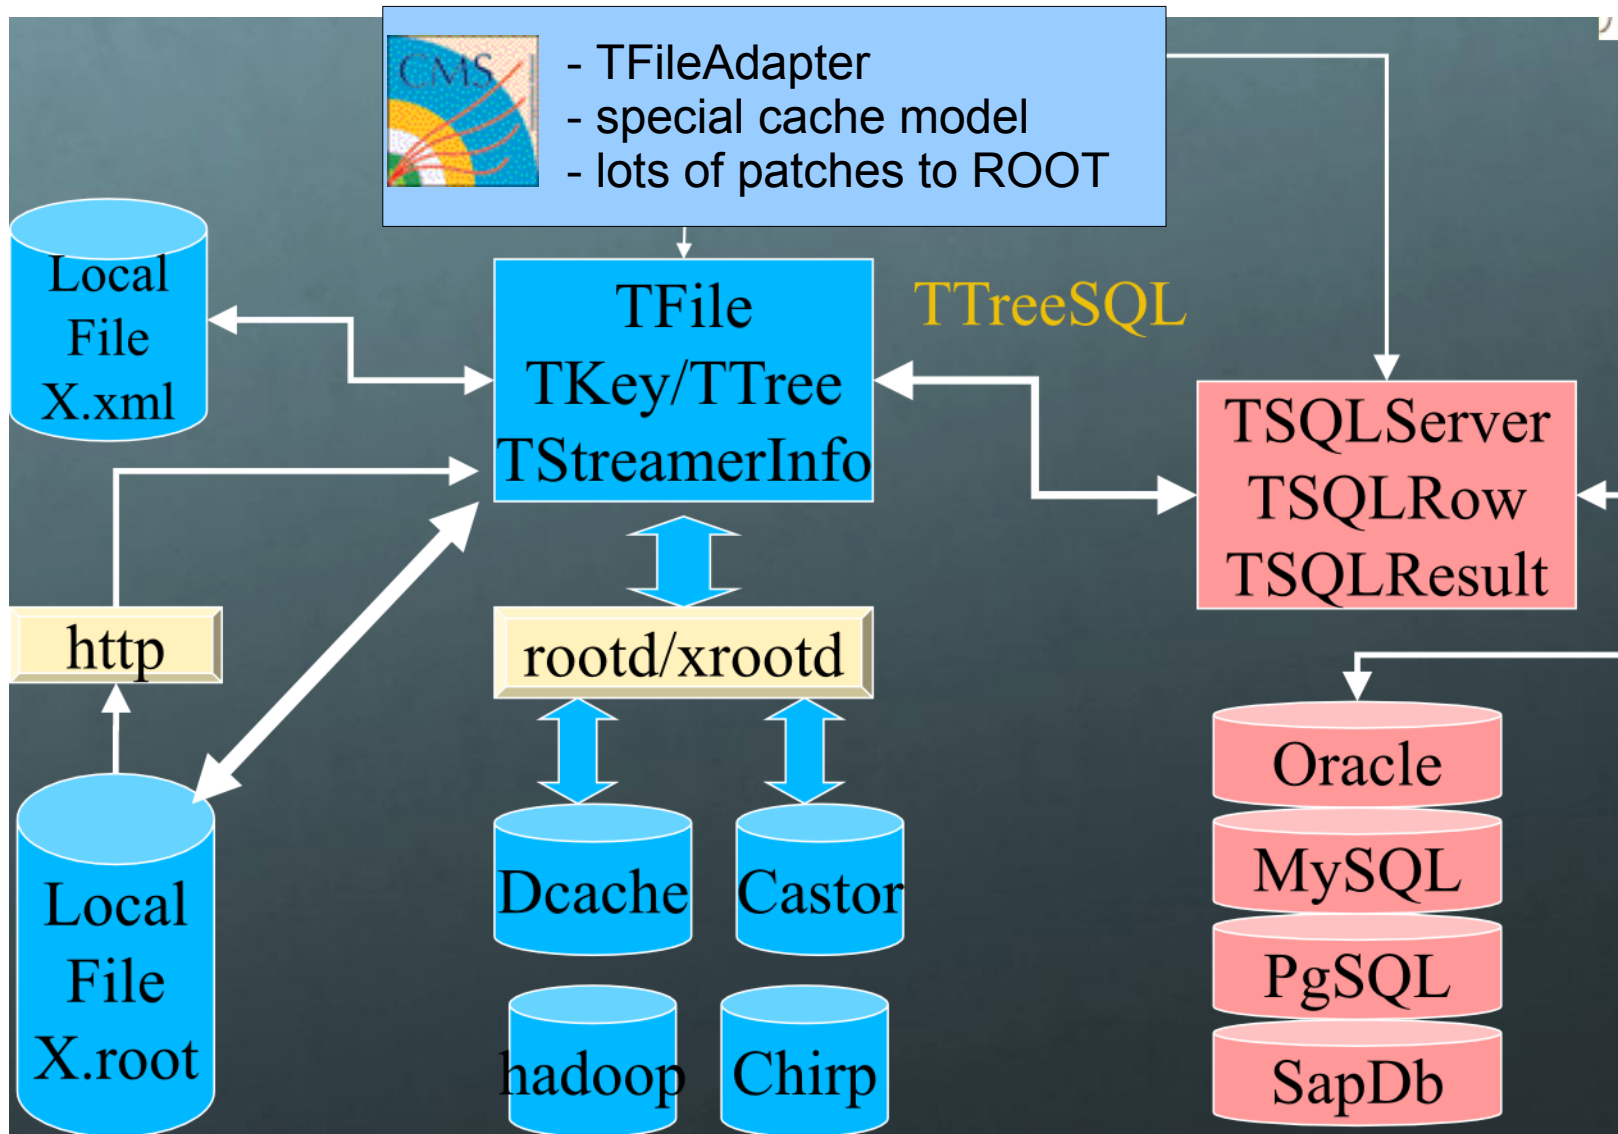 CMS
- TFileAdapter
- special cache model
- lots of patches to ROOT
Local
File
X.xml
TFile
TKey/TTree
TStreamerInfo
TTreeSQL
TSQLServer
TSQLRow
TSQLResult
http
rootd/xrootd
Local
File
X.root
Dcache
Castor
hadoop
Chirp
Oracle
MySQL
PgSQL
SapDb